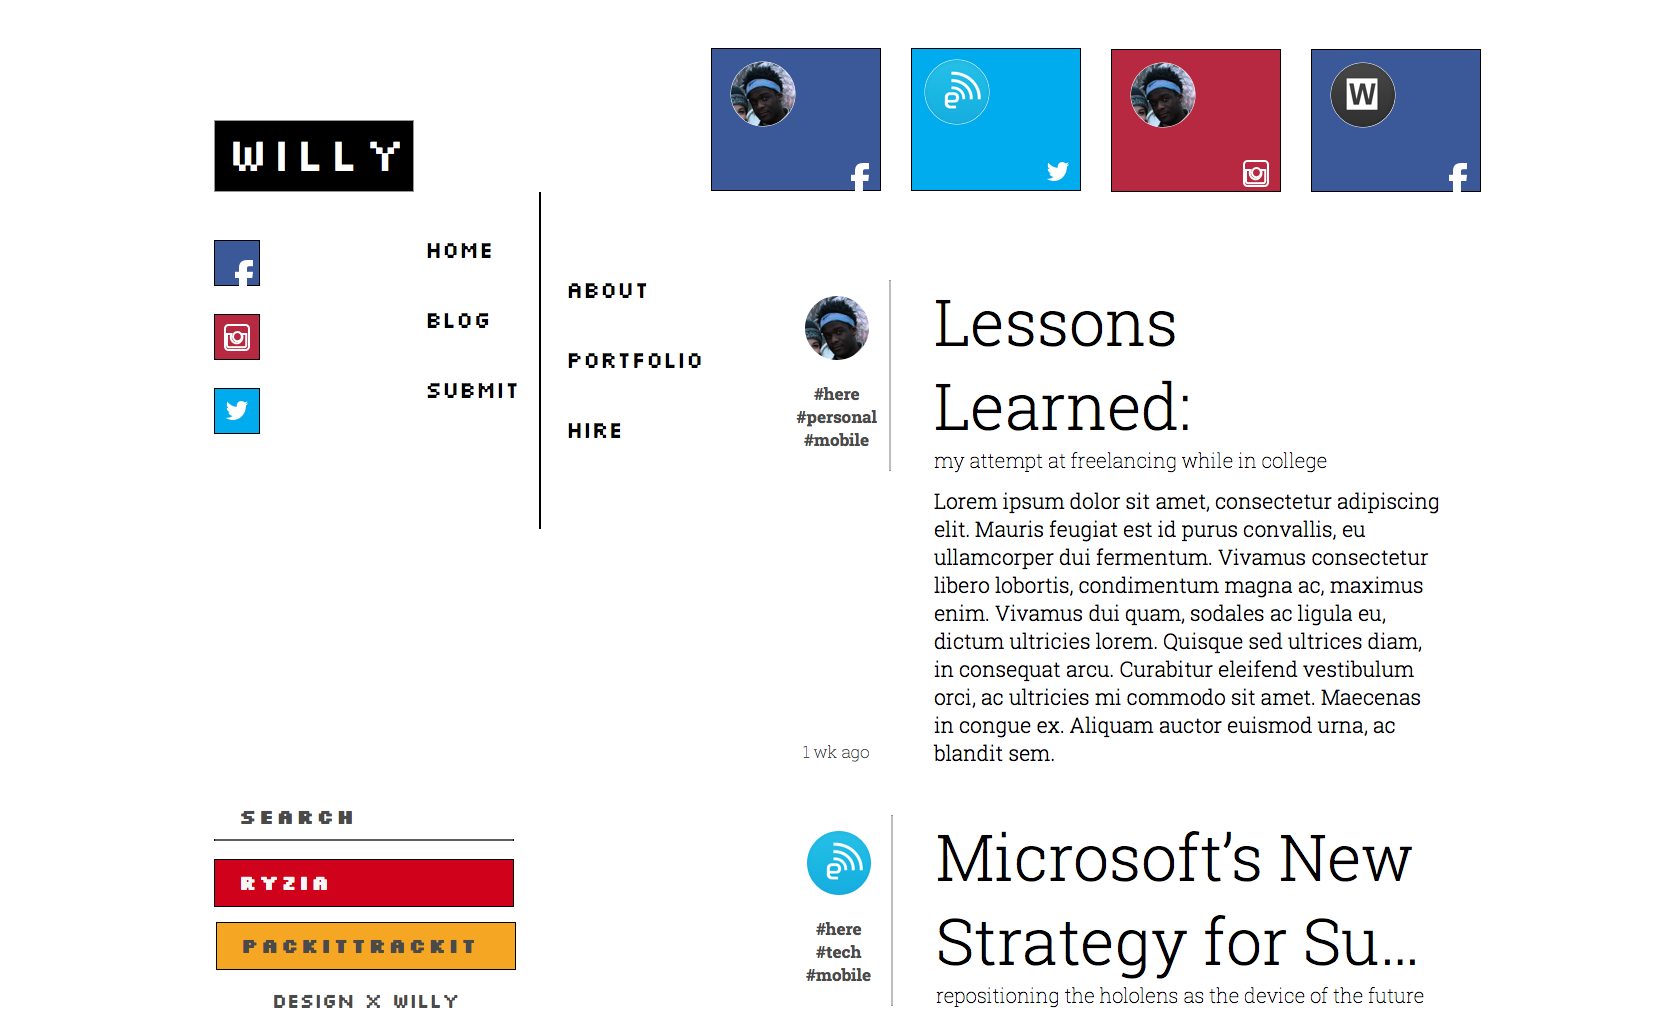 WILLY
W
HOME
BLOG
SUBMIT
ABOUT
PORTFOLIO
HIRE
#here
#personal
#mobile
Lessons
Learned:
my attempt at freelancing while in college
Lorem ipsum dolor sit amet, consectetur adipiscing
elit. Mauris feugiat est id purus convallis, eu
ullamcorper dui fermentum. Vivamus consectetur
libero lobortis, condimentum magna ac, maximus
enim. Vivamus dui quam, sodales ac ligula eu,
dictum ultricies lorem. Quisque sed ultrices diam,
in consequat arcu. Curabitur eleifend vestibulum
orci, ac ultricies mi commodo sit amet. Maecenas
in congue ex. Aliquam auctor euismod urna, ac
blandit sem.
1 wk ago
SEARCH
RYZIA
PACKITTRACKIT
DESIGN X WILLY
#here
#tech
#mobile
Microsoft’s New
Strategy for Su...
repositioning the hololens as the device of the future